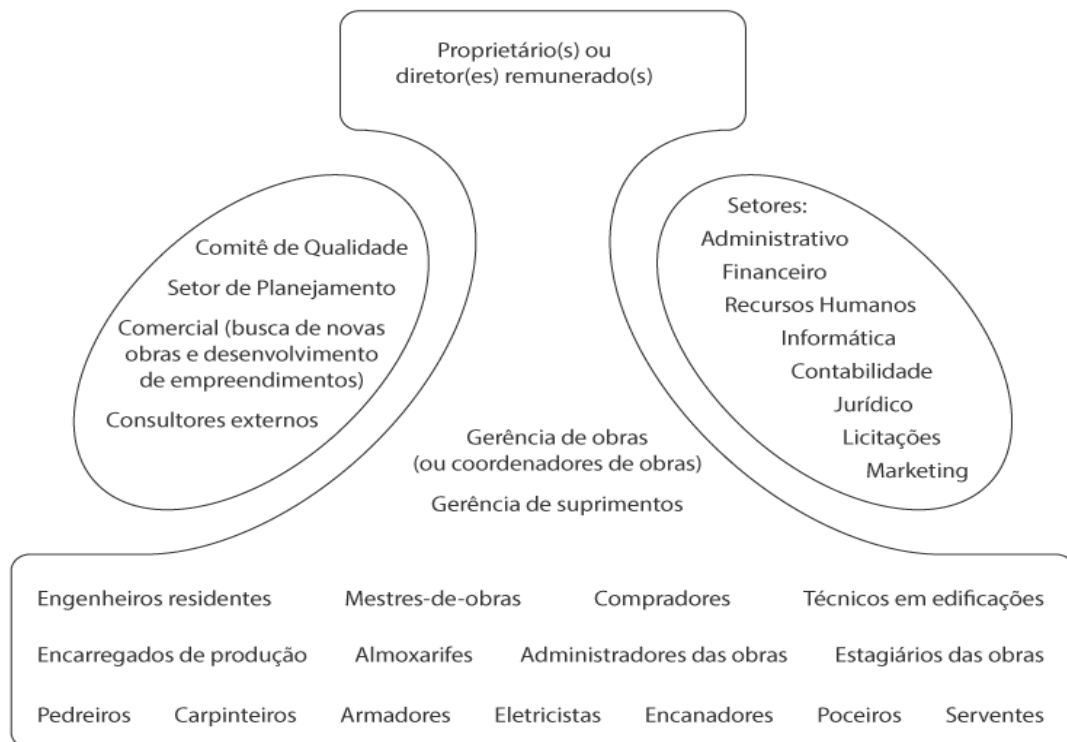 Proprietário(s) ou
diretor(es) remunerado(s)
Comitê de Qualidade
Setor de Planejamento
Comercial (busca de novas
obras e desenvolvimento
de empreendimentos)
Consultores externos
Setores:
Administrativo
Financeiro
Recursos Humanos
Informática
Contabilidade
Jurídico
Licitações
Marketing
Gerência de obras
(ou coordenadores de obras)
Gerência de suprimentos
Engenheiros residentes Mestres-de-obras Compradores Técnicos em edificações
Encarregados de produção Almoxarifes Administradores das obras Estagiários das obras
Pedreiros Carpinteiros Armadores Eletricistas Encanadores Poceiros Serventes